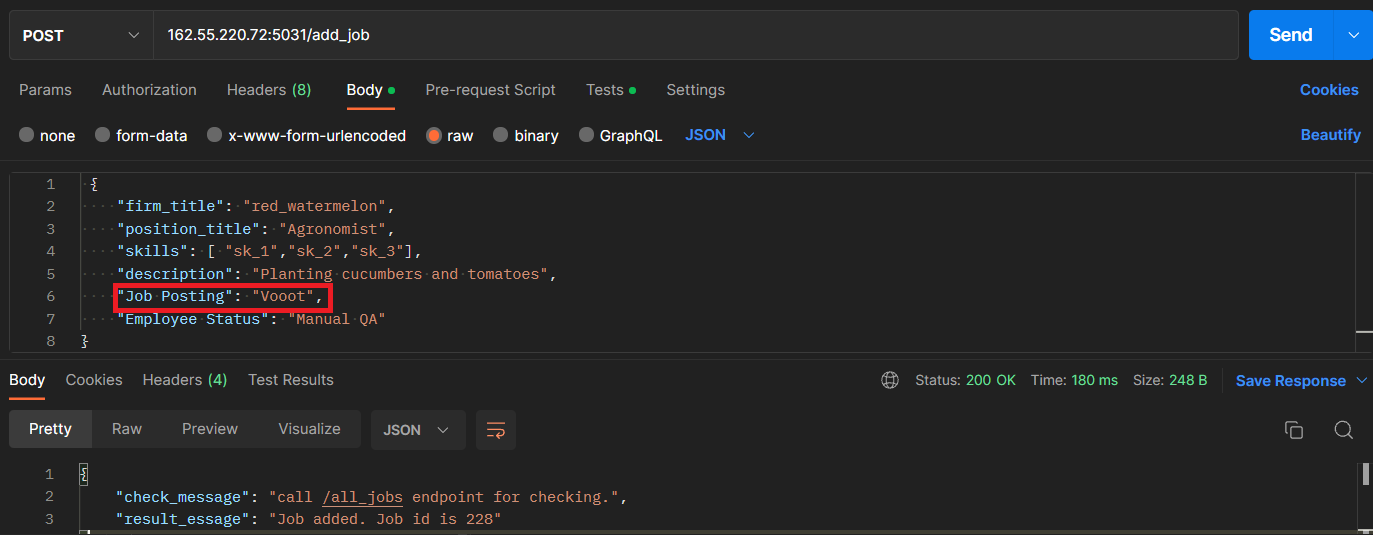 POST 162.55.220.72:5031/add_job Send
Params Authorization Headers (8) Body Pre-request Script Tests Settings Cookies
none form-data x-www-form-urlencoded raw binary GraphQL JSON Beautify
1 {
2 "firm_title": "red_watermelon",
3 "position_title": "Agronomist",
4 "skills": [ "sk_1","sk_2","sk_3"],
5 "description": "Planting cucumbers and tomatoes",
6 "Job Posting": "Vooot",
7 "Employee Status": "Manual QA"
8 }
Body Cookies Headers (4) Test Results Status: 200 OK Time: 180 ms Size: 248 B Save Response
Pretty Raw Preview Visualize JSON
1 {
2 "check_message": "call /all_jobs endpoint for checking.",
3 "result_essage": "Job added. Job id is 228"